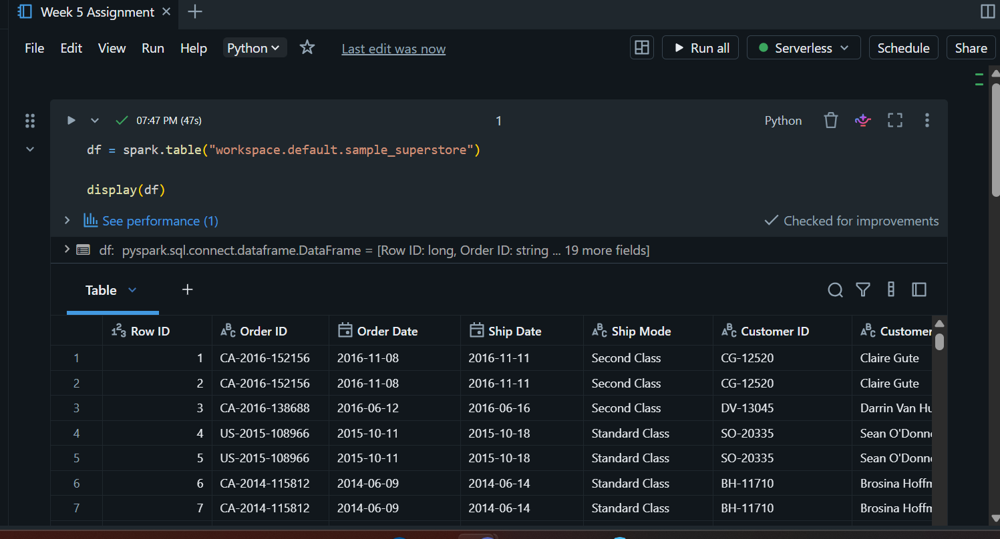 Week 5 Assignment
File Edit View Run Help Python Last edit was now Run all Serverless Schedule Share
07:47 PM (47s) 1 Python
df = spark.table("workspace.default.sample_superstore")
display(df)
See performance (1) Checked for improvements
df: pyspark.sql.connect.dataframe.DataFrame = [Row ID: long, Order ID: string ... 19 more fields]
Table
123 Row ID ABC Order ID Order Date Ship Date ABC Ship Mode ABC Customer ID ABC Customer
1 1 CA-2016-152156 2016-11-08 2016-11-11 Second Class CG-12520 Claire Gute
2 2 CA-2016-152156 2016-11-08 2016-11-11 Second Class CG-12520 Claire Gute
3 3 CA-2016-138688 2016-06-12 2016-06-16 Second Class DV-13045 Darrin Van Hu
4 4 US-2015-108966 2015-10-11 2015-10-18 Standard Class SO-20335 Sean O'Donne
5 5 US-2015-108966 2015-10-11 2015-10-18 Standard Class SO-20335 Sean O'Donne
6 6 CA-2014-115812 2014-06-09 2014-06-14 Standard Class BH-11710 Brosina Hoffm
7 7 CA-2014-115812 2014-06-09 2014-06-14 Standard Class BH-11710 Brosina Hoffm